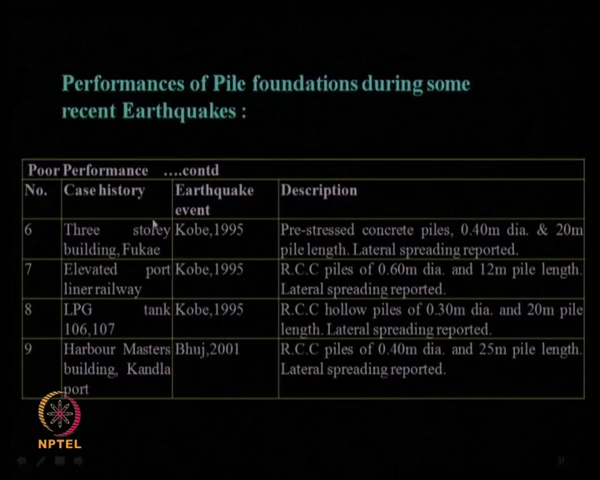 Performances of Pile foundations during some
recent Earthquakes :
Poor Performance ....contd
No. Case history Earthquake event Description
6 Three storey building, Fukae Kobe,1995 Pre-stressed concrete piles, 0.40m dia. & 20m pile length. Lateral spreading reported.
7 Elevated port liner railway Kobe,1995 R.C.C piles of 0.60m dia. and 12m pile length. Lateral spreading reported.
8 LPG tank 106,107 Kobe,1995 R.C.C hollow piles of 0.30m dia. and 20m pile length. Lateral spreading reported.
9 Harbour Masters building, Kandla port Bhuj,2001 R.C.C piles of 0.40m dia. and 25m pile length. Lateral spreading reported.
NPTEL